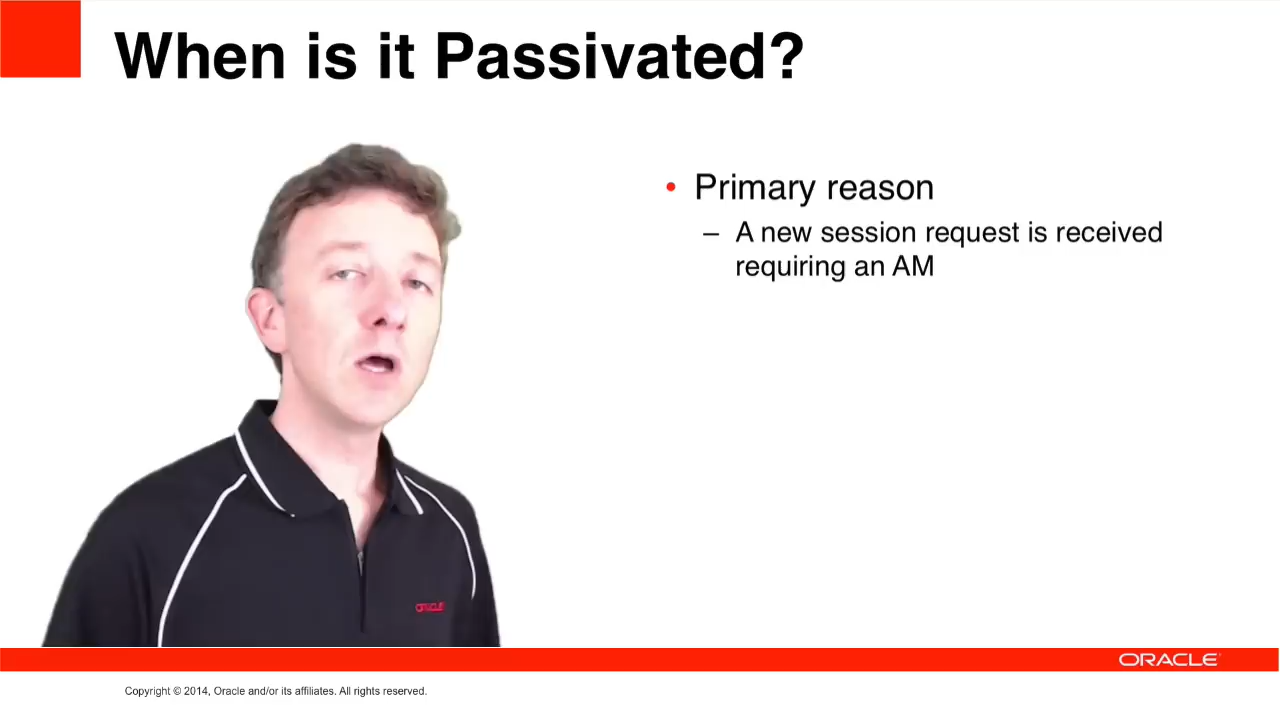 When is it Passivated?
• Primary reason
– A new session request is received
requiring an AM
ORACLE
ORACLE
Copyright © 2014, Oracle and/or its affiliates. All rights reserved.